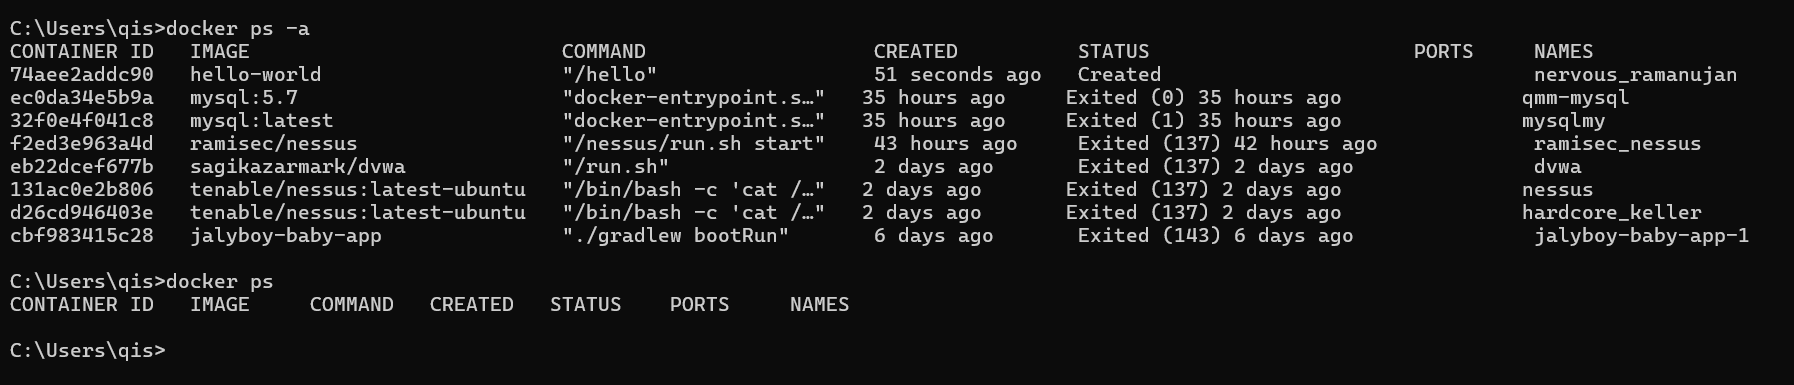 C:\Users\qis>docker ps -a
CONTAINER ID   IMAGE                          COMMAND                   CREATED          STATUS                      PORTS     NAMES
74aee2addc90   hello-world                    "/hello"                  51 seconds ago   Created                               nervous_ramanujan
ec0da34e5b9a   mysql:5.7                      "docker-entrypoint.s…"   35 hours ago     Exited (0) 35 hours ago               qmm-mysql
32f0e4f041c8   mysql:latest                   "docker-entrypoint.s…"   35 hours ago     Exited (1) 35 hours ago               mysqlmy
f2ed3e963a4d   ramisec/nessus                 "/nessus/run.sh start"    43 hours ago     Exited (137) 42 hours ago             ramisec_nessus
eb22dcef677b   sagikazarmark/dvwa             "/run.sh"                 2 days ago       Exited (137) 2 days ago               dvwa
131ac0e2b806   tenable/nessus:latest-ubuntu   "/bin/bash -c 'cat /…"   2 days ago       Exited (137) 2 days ago               nessus
d26cd946403e   tenable/nessus:latest-ubuntu   "/bin/bash -c 'cat /…"   2 days ago       Exited (137) 2 days ago               hardcore_keller
cbf983415c28   jalyboy-baby-app               "./gradlew bootRun"       6 days ago       Exited (143) 6 days ago               jalyboy-baby-app-1
C:\Users\qis>docker ps
CONTAINER ID   IMAGE     COMMAND   CREATED   STATUS    PORTS     NAMES
C:\Users\qis>